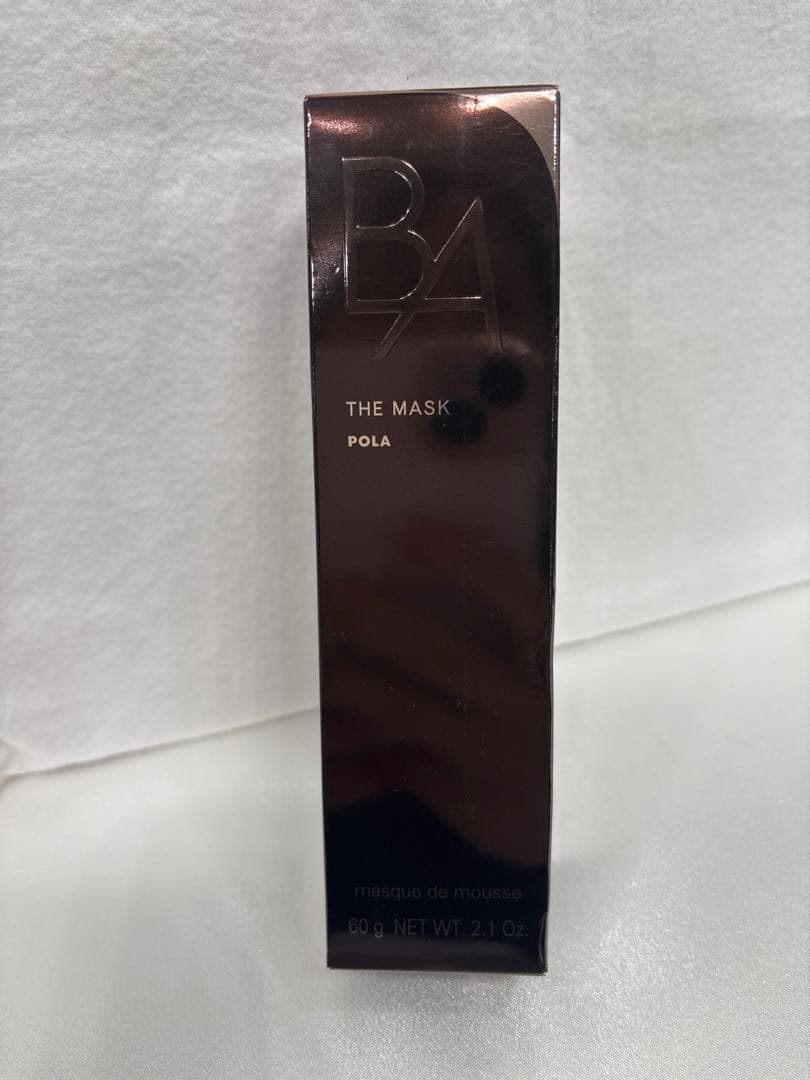 BA
THE MASK
POLA
masque de mousse
60 g NET WT. 2.1 Oz.